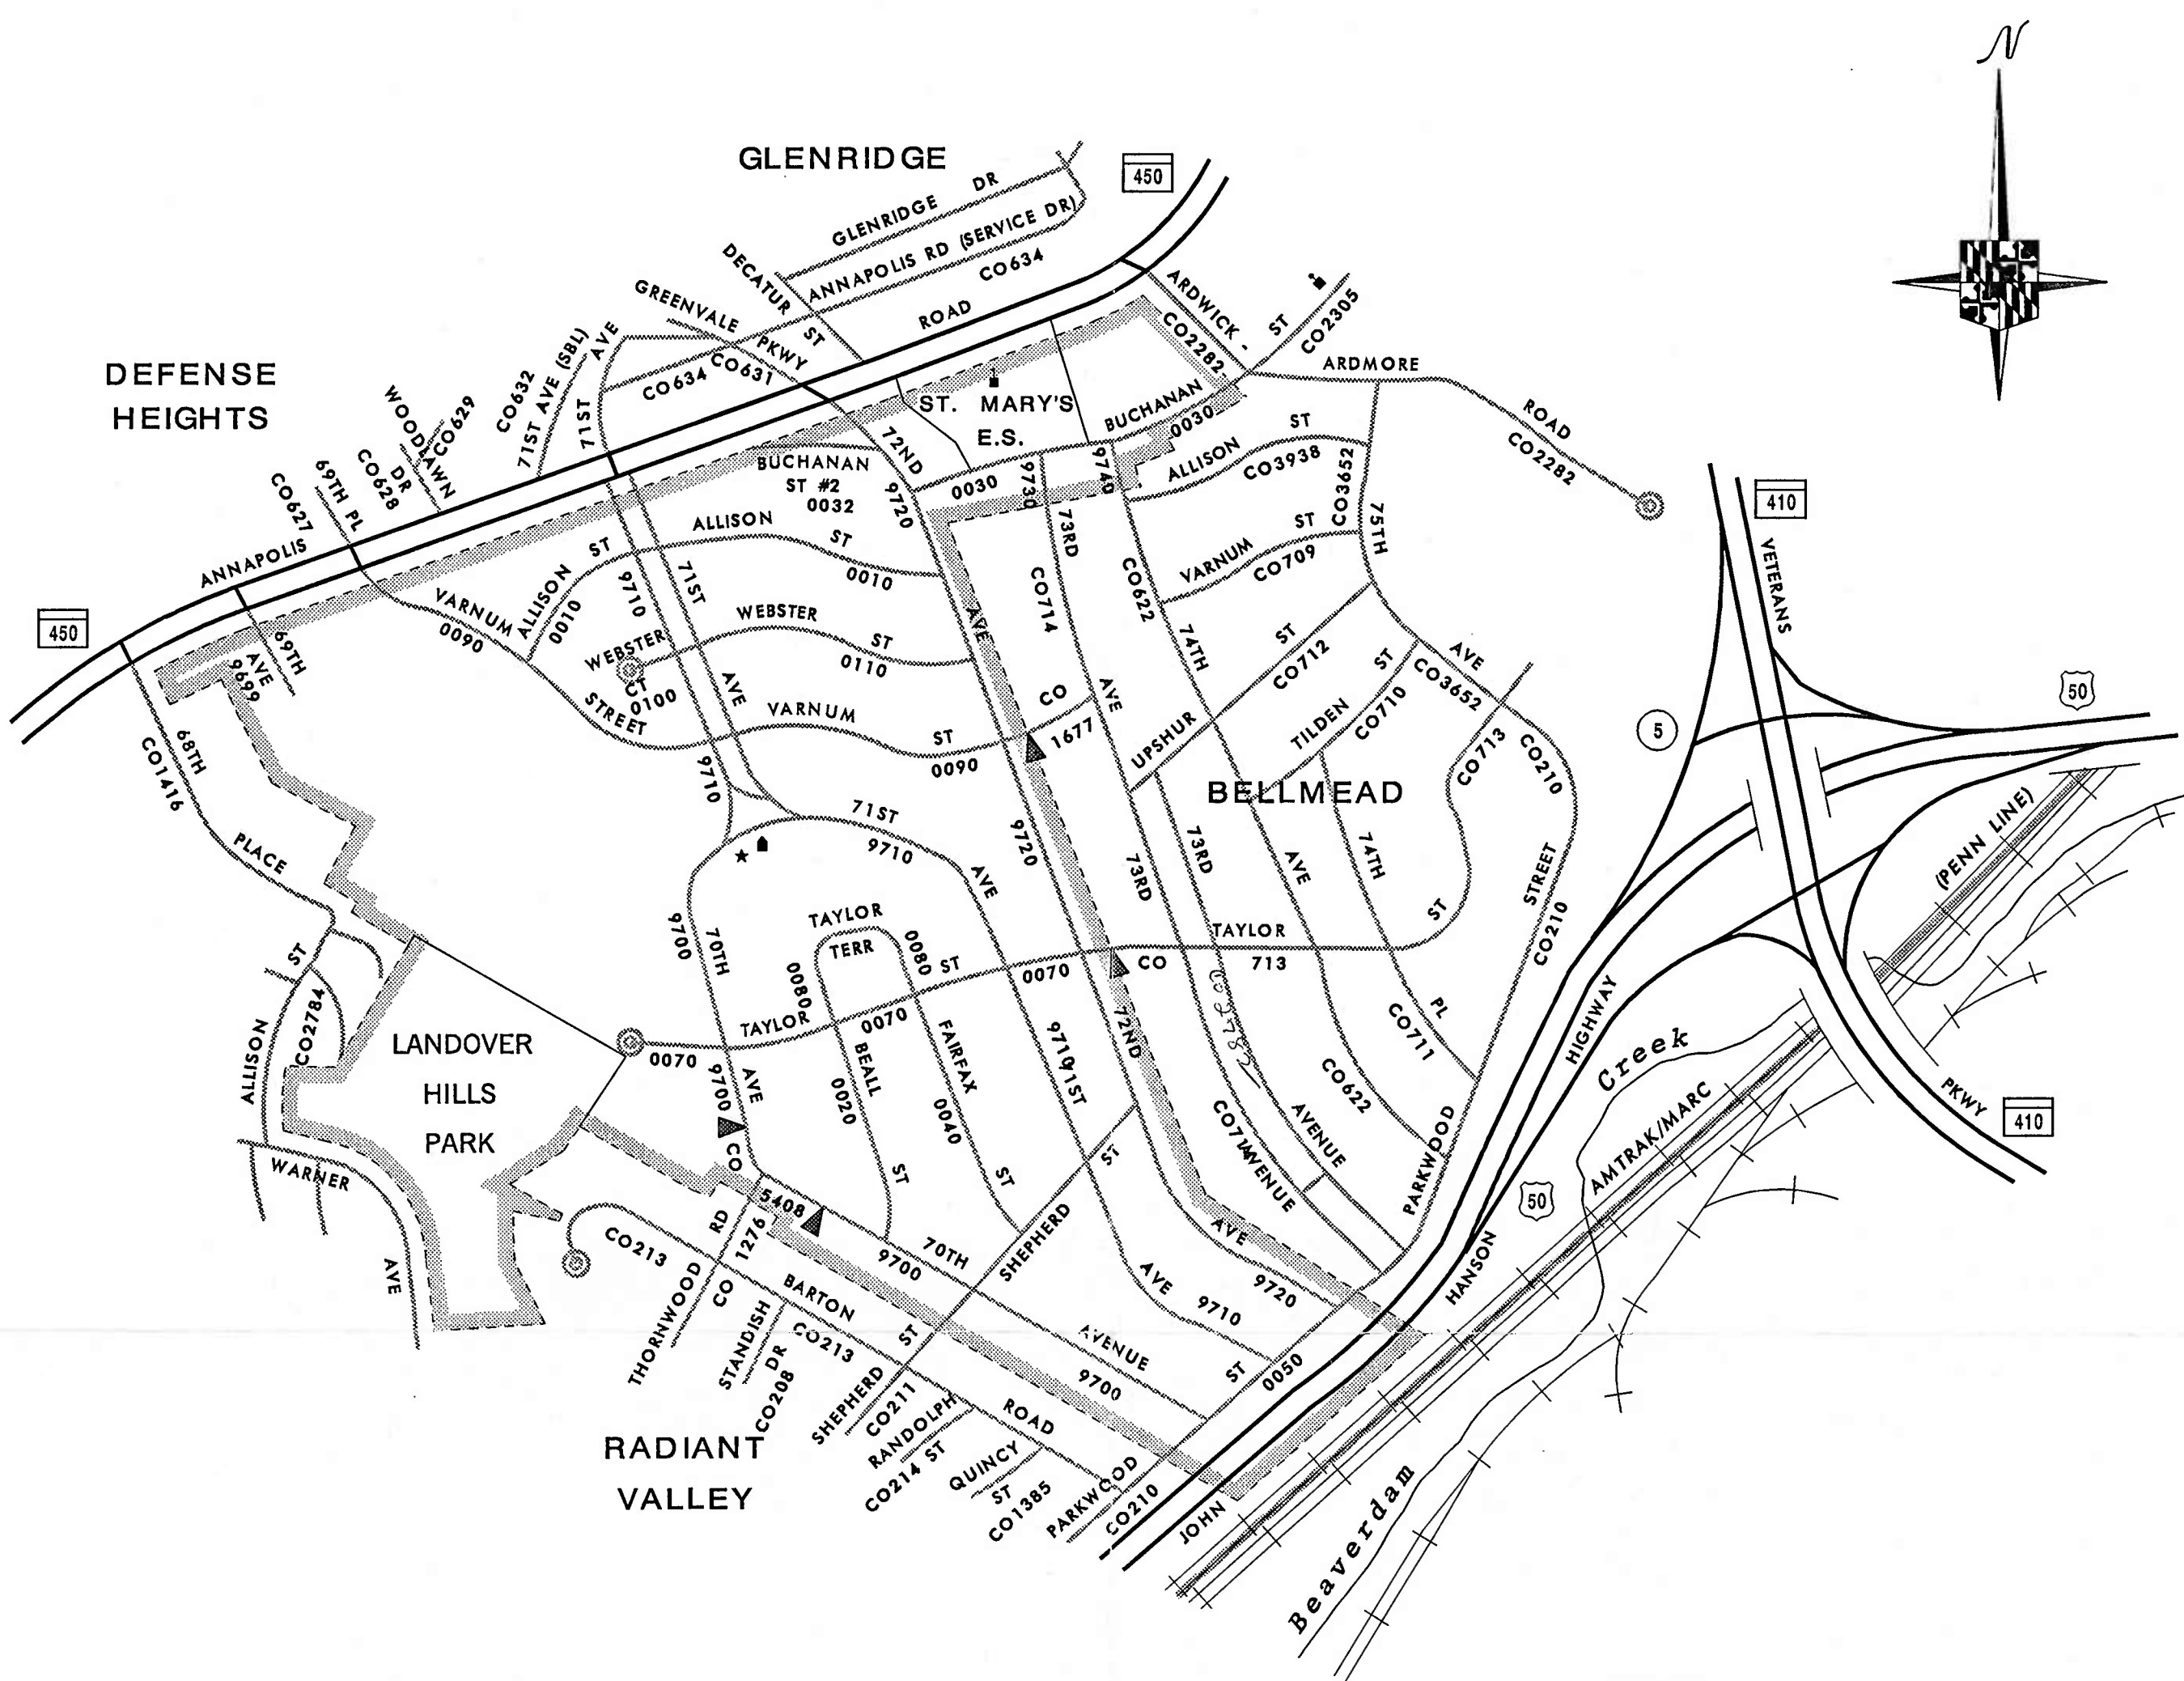 N
GLENRIDGE
450
GLENRIDGE DR
ANNAPOLIS RD (SERVICE DR)
CO634
DECATUR ST
GREENVALE PKWY
CO631
CO634
ROAD
ARDWICK -
CO2282
ST
CO2305
ARDMORE
ROAD
CO2282
DEFENSE
HEIGHTS
WOODLAWN
DR
CO629
CO628
CO632
71ST AVE (SBL)
71ST AVE
69TH PL
CO627
ANNAPOLIS
450
ST. MARY'S
E.S.
BUCHANAN
0030
BUCHANAN
ST #2
0032
72ND
9720
0030
9730
9740
ALLISON ST
CO3938
CO3652
75TH
73RD
ALLISON ST
0010
ALLISON ST
0010
VARNUM
0090
9710
71ST
WEBSTER ST
0110
WEBSTER
CT
0100
STREET
AVE
AVE
CO714
CO622
VARNUM ST
CO709
410
VETERANS
69TH
AVE
9699
68TH
CO1416
PLACE
VARNUM ST
0090
CO
1677
AVE
74TH
UPSHUR ST
CO712
TILDEN ST
CO710
AVE
CO3652
CO713
CO210
5
50
BELLMEAD
9710
71ST
9710
AVE
9720
73RD
73RD
AVE
74TH
ST
STREET
CO210
(PENN LINE)
9700
70TH
TAYLOR
TERR
0080
0080
ST
0070
CO
TAYLOR
713
ALLISON ST
CO2784
LANDOVER
HILLS
PARK
0070
TAYLOR
0070
9700
AVE
CO
BEALL
0020
ST
FAIRFAX
0040
ST
9710
71ST
72ND
CO622
CO711
PL
HIGHWAY
Creek
AMTRAK/MARC
PKWY
410
50
WARNER
AVE
5408
RD
CO 1276
THORNWOOD
CO213
9700
70TH
SHEPHERD
ST
AVENUE
AVENUE
PARKWOOD
AVE
9720
HANSON
BARTON
CO213
STANDISH
DR
CO208
ST
SHEPHERD
CO211
RANDOLPH
CO214 ST
QUINCY
ST
CO1385
ROAD
AVENUE
9700
AVE
9710
ST
0050
PARKWOOD
CO210
JOHN
RADIANT
VALLEY
Beaverdam